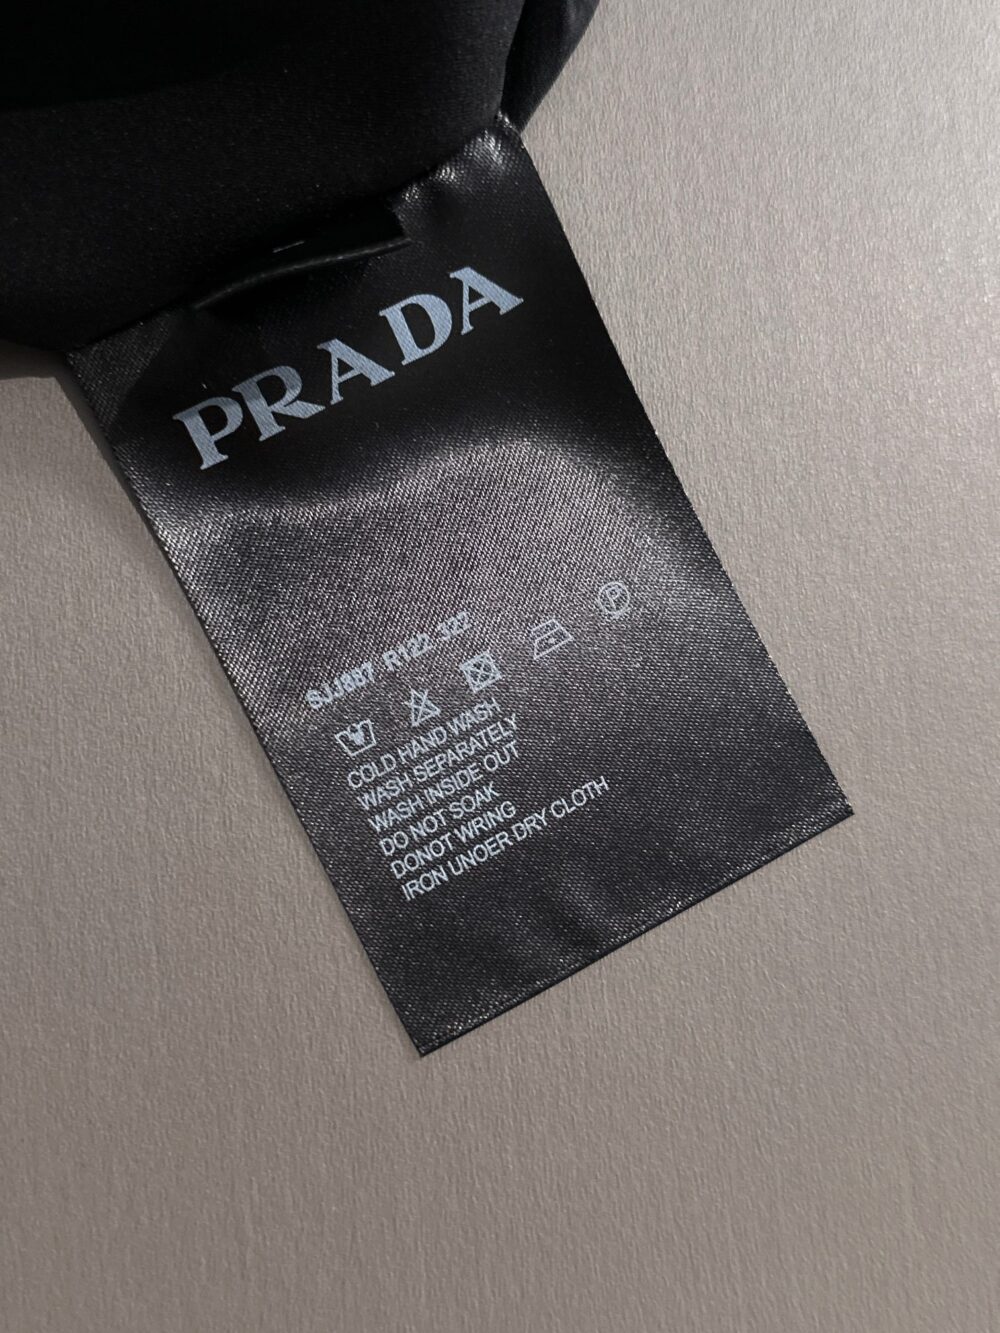 PRADA
SJJ887 R122 322
P
COLD HAND WASH
WASH SEPARATELY
WASH INSIDE OUT
DO NOT SOAK
DONOT WRING
IRON UNOER DRY CLOTH